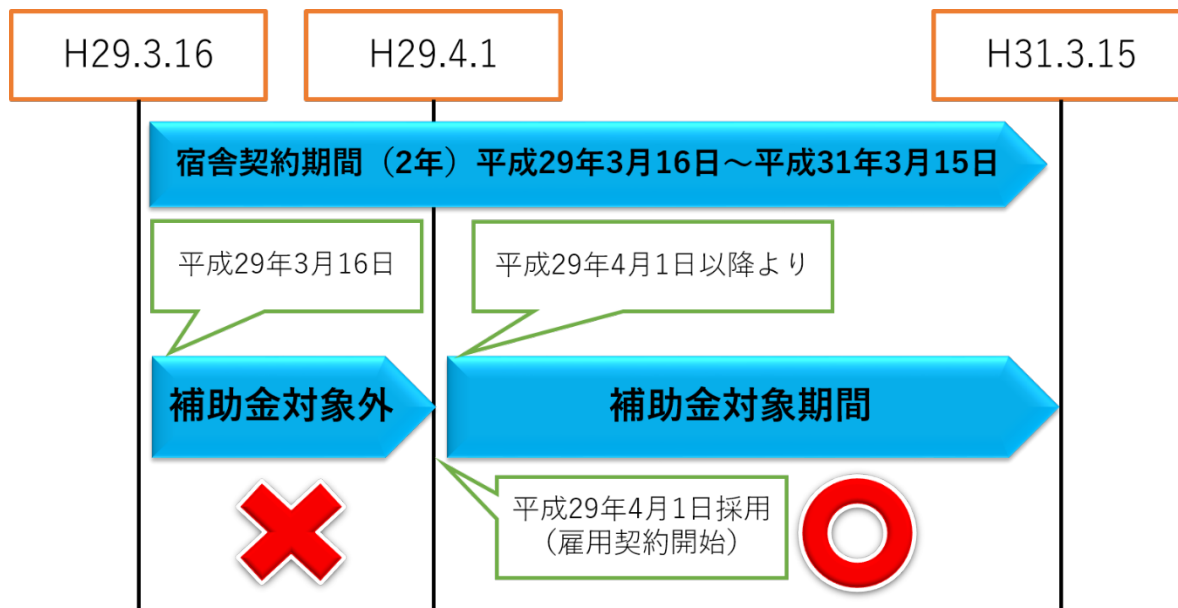 H29.3.16
H29.4.1
H31.3.15
宿舎契約期間（2年）平成29年3月16日～平成31年3月15日
平成29年3月16日
平成29年4月1日以降より
補助金対象外
補助金対象期間
平成29年4月1日採用
（雇用契約開始）